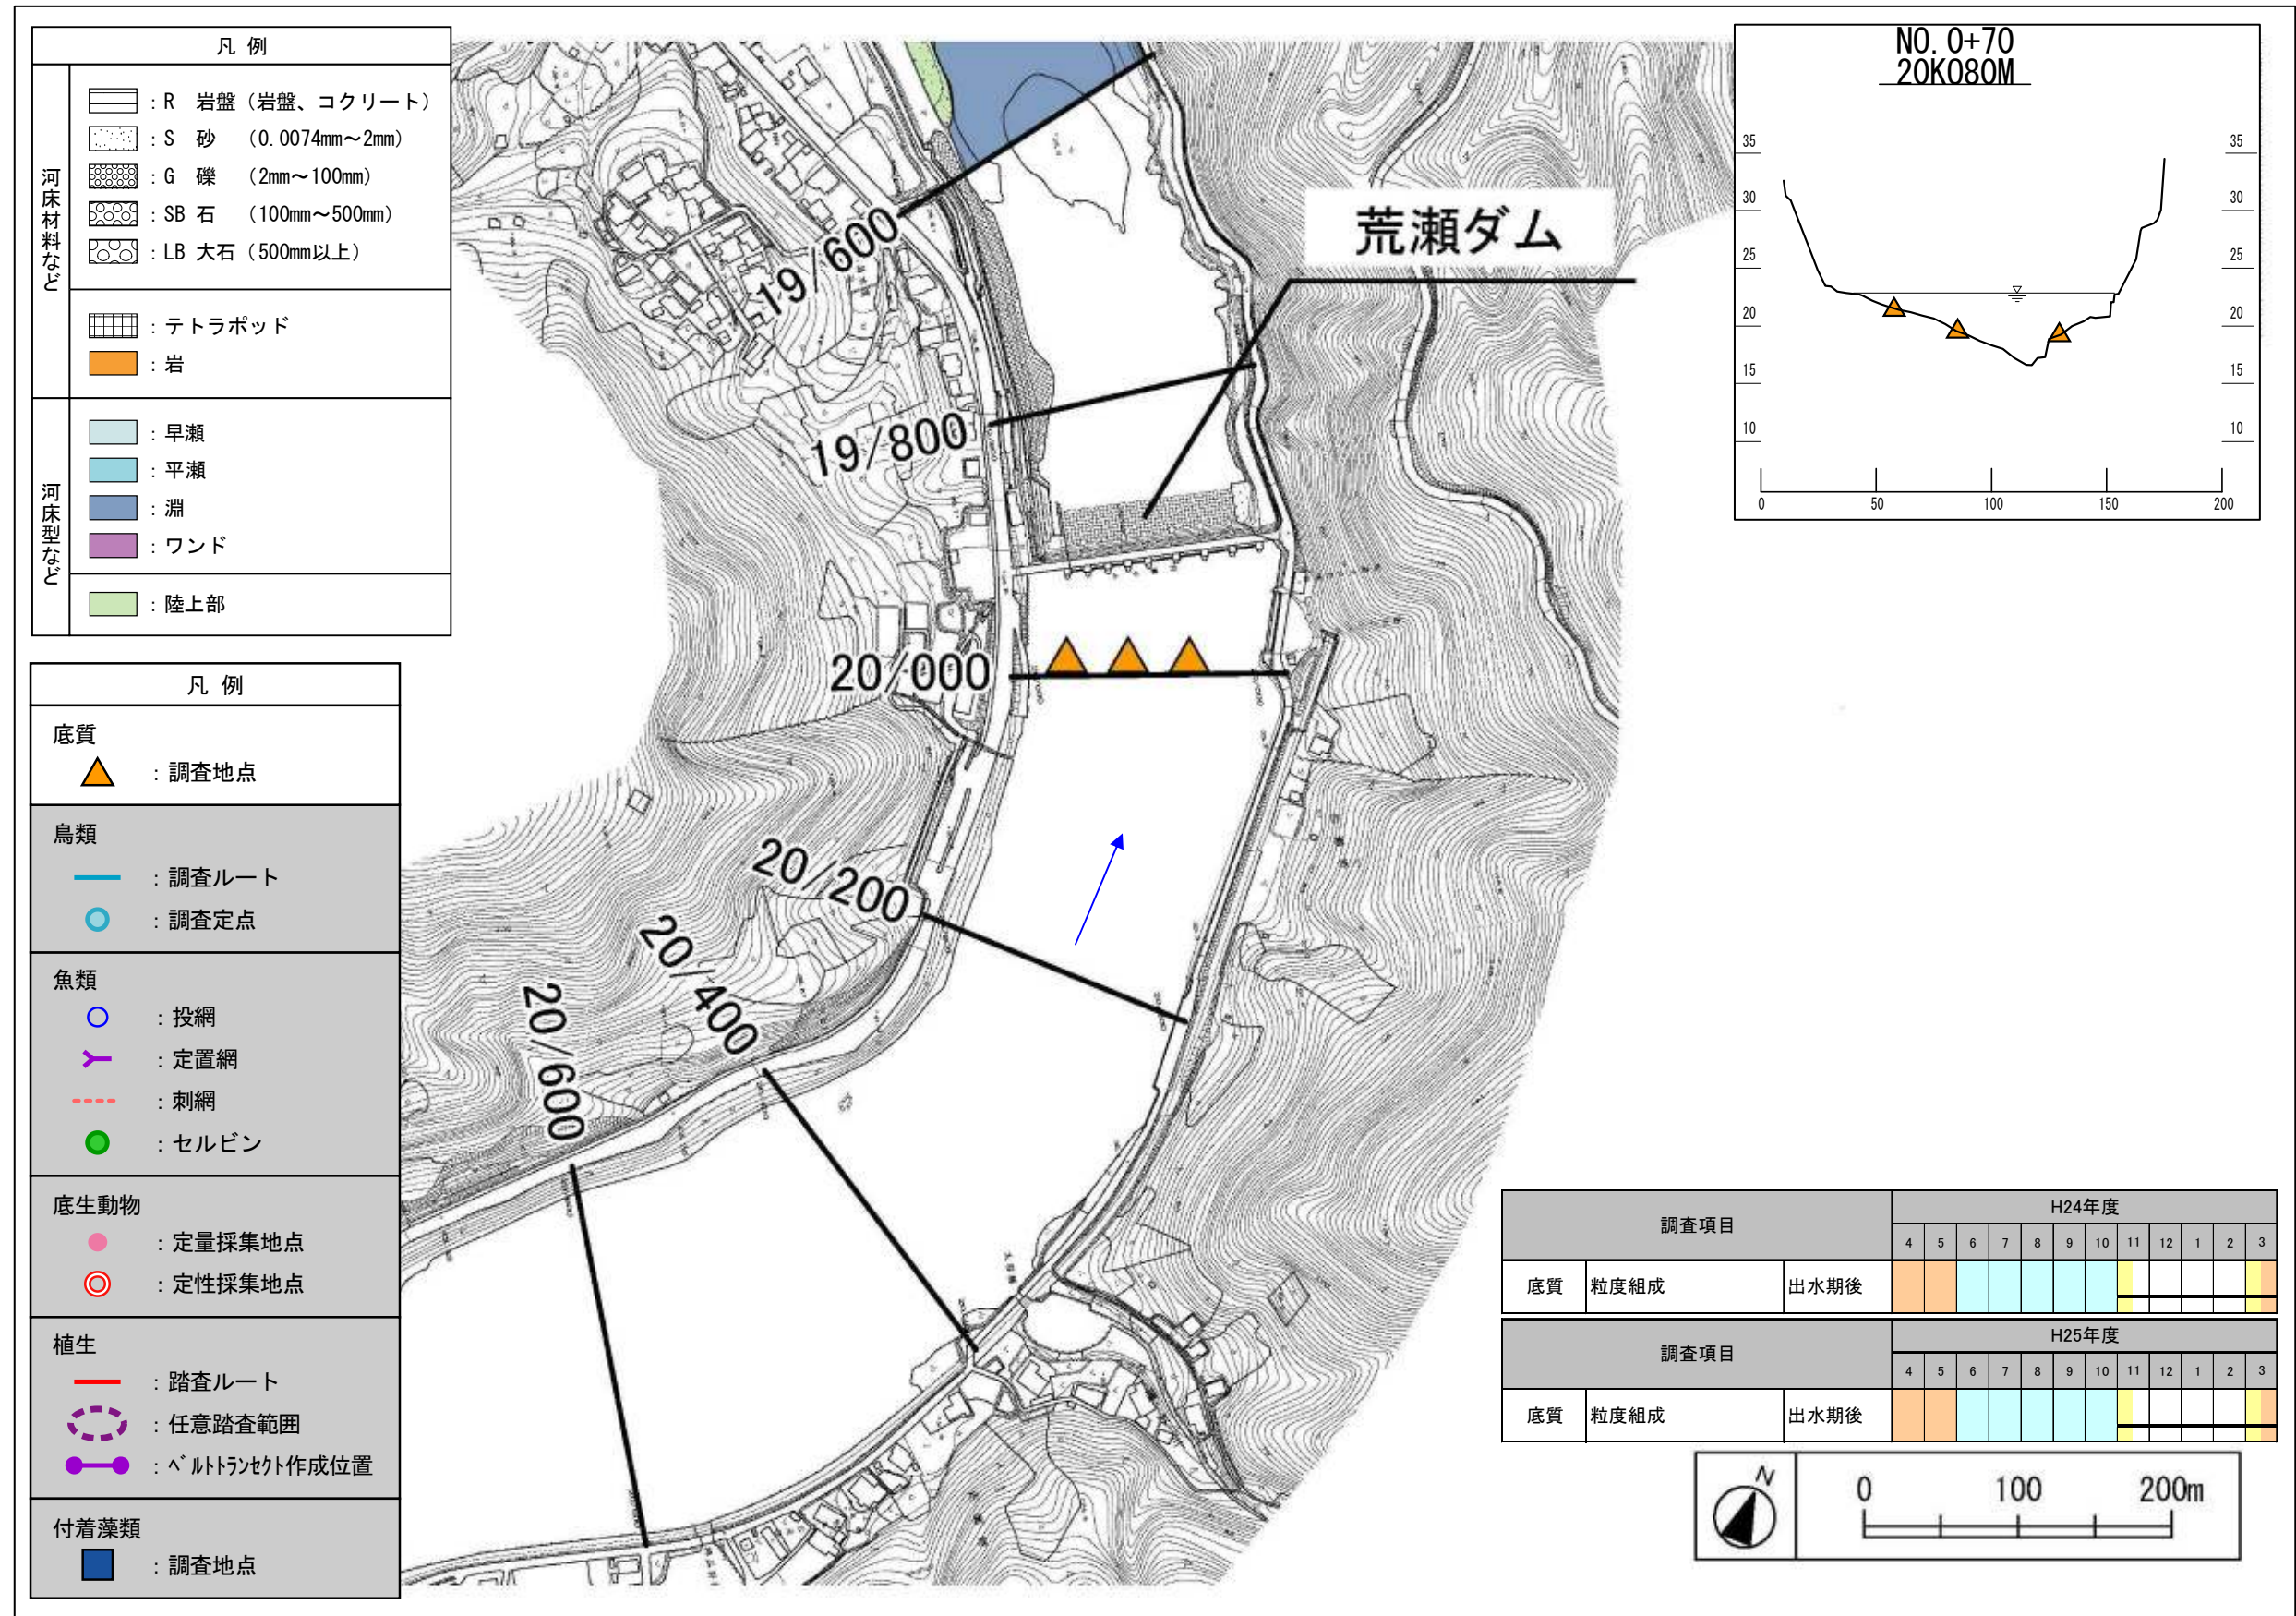 凡 例
河床材料など
: R 岩盤（岩盤、コクリート）
: S 砂 （0.0074mm～2mm）
: G 礫 （2mm～100mm）
: SB 石 （100mm～500mm）
: LB 大石（500mm以上）
: テトラポッド
: 岩
河床型など
: 早瀬
: 平瀬
: 淵
: ワンド
: 陸上部
凡 例
底質
: 調査地点
鳥類
: 調査ルート
: 調査定点
魚類
: 投網
: 定置網
: 刺網
: セルビン
底生動物
: 定量採集地点
: 定性採集地点
植生
: 踏査ルート
: 任意踏査範囲
: ﾍﾞﾙﾄﾄﾗﾝｾｸﾄ作成位置
付着藻類
: 調査地点
19/600
荒瀬ダム
19/800
20/000
20/200
20/400
20/600
NO. 0+70
20K080M
35 35
30 30
25 25
20 20
15 15
10 10
0 50 100 150 200
調査項目 H24年度
4 5 6 7 8 9 10 11 12 1 2 3
底質 粒度組成 出水期後
調査項目 H25年度
4 5 6 7 8 9 10 11 12 1 2 3
底質 粒度組成 出水期後
N
0 100 200m